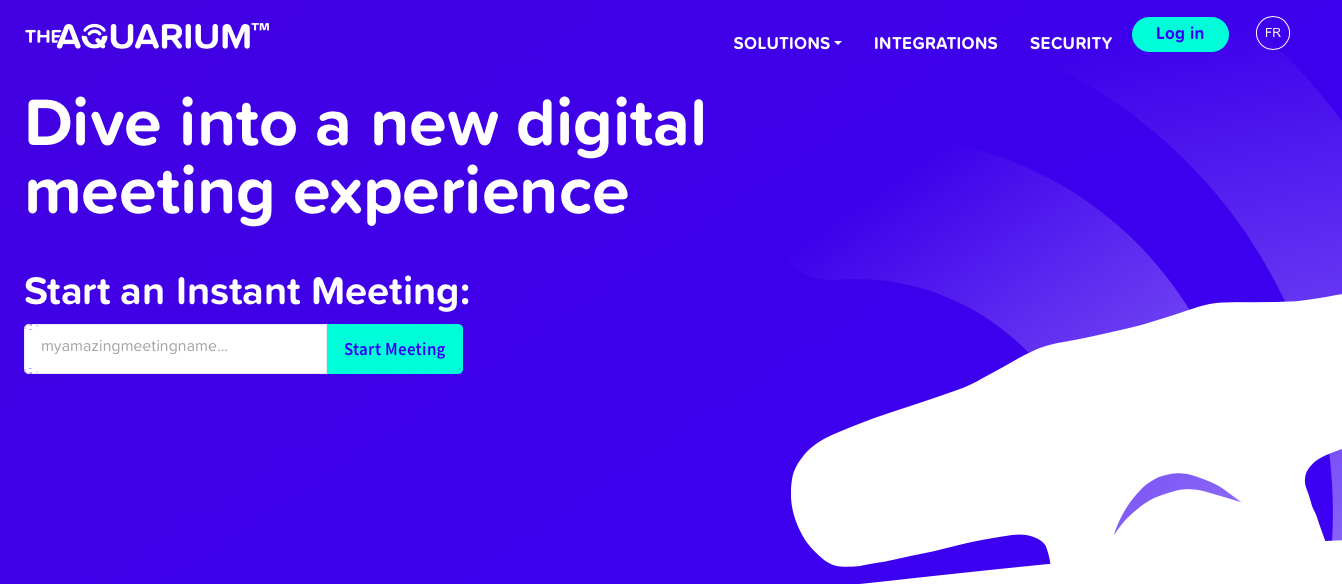 THE AQUARIUM™
SOLUTIONS
INTEGRATIONS
SECURITY
Log in
FR
Dive into a new digital
meeting experience
Start an Instant Meeting:
myamazingmeetingname...
Start Meeting